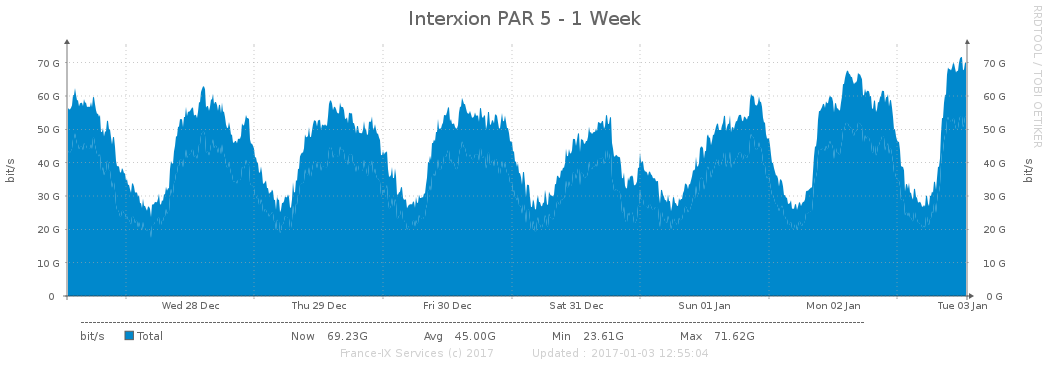 Interxion PAR 5 - 1 Week
RRDTOOL / TOBI OETIKER
70 G 70 G
60 G 60 G
50 G 50 G
40 G 40 G
30 G 30 G
20 G 20 G
10 G 10 G
0 0 G
bit/s
bit/s
Wed 28 Dec Thu 29 Dec Fri 30 Dec Sat 31 Dec Sun 01 Jan Mon 02 Jan Tue 03 Jan
bit/s Total Now 69.23G Avg 45.00G Min 23.61G Max 71.62G
France-IX Services (c) 2017 Updated : 2017-01-03 12:55:04